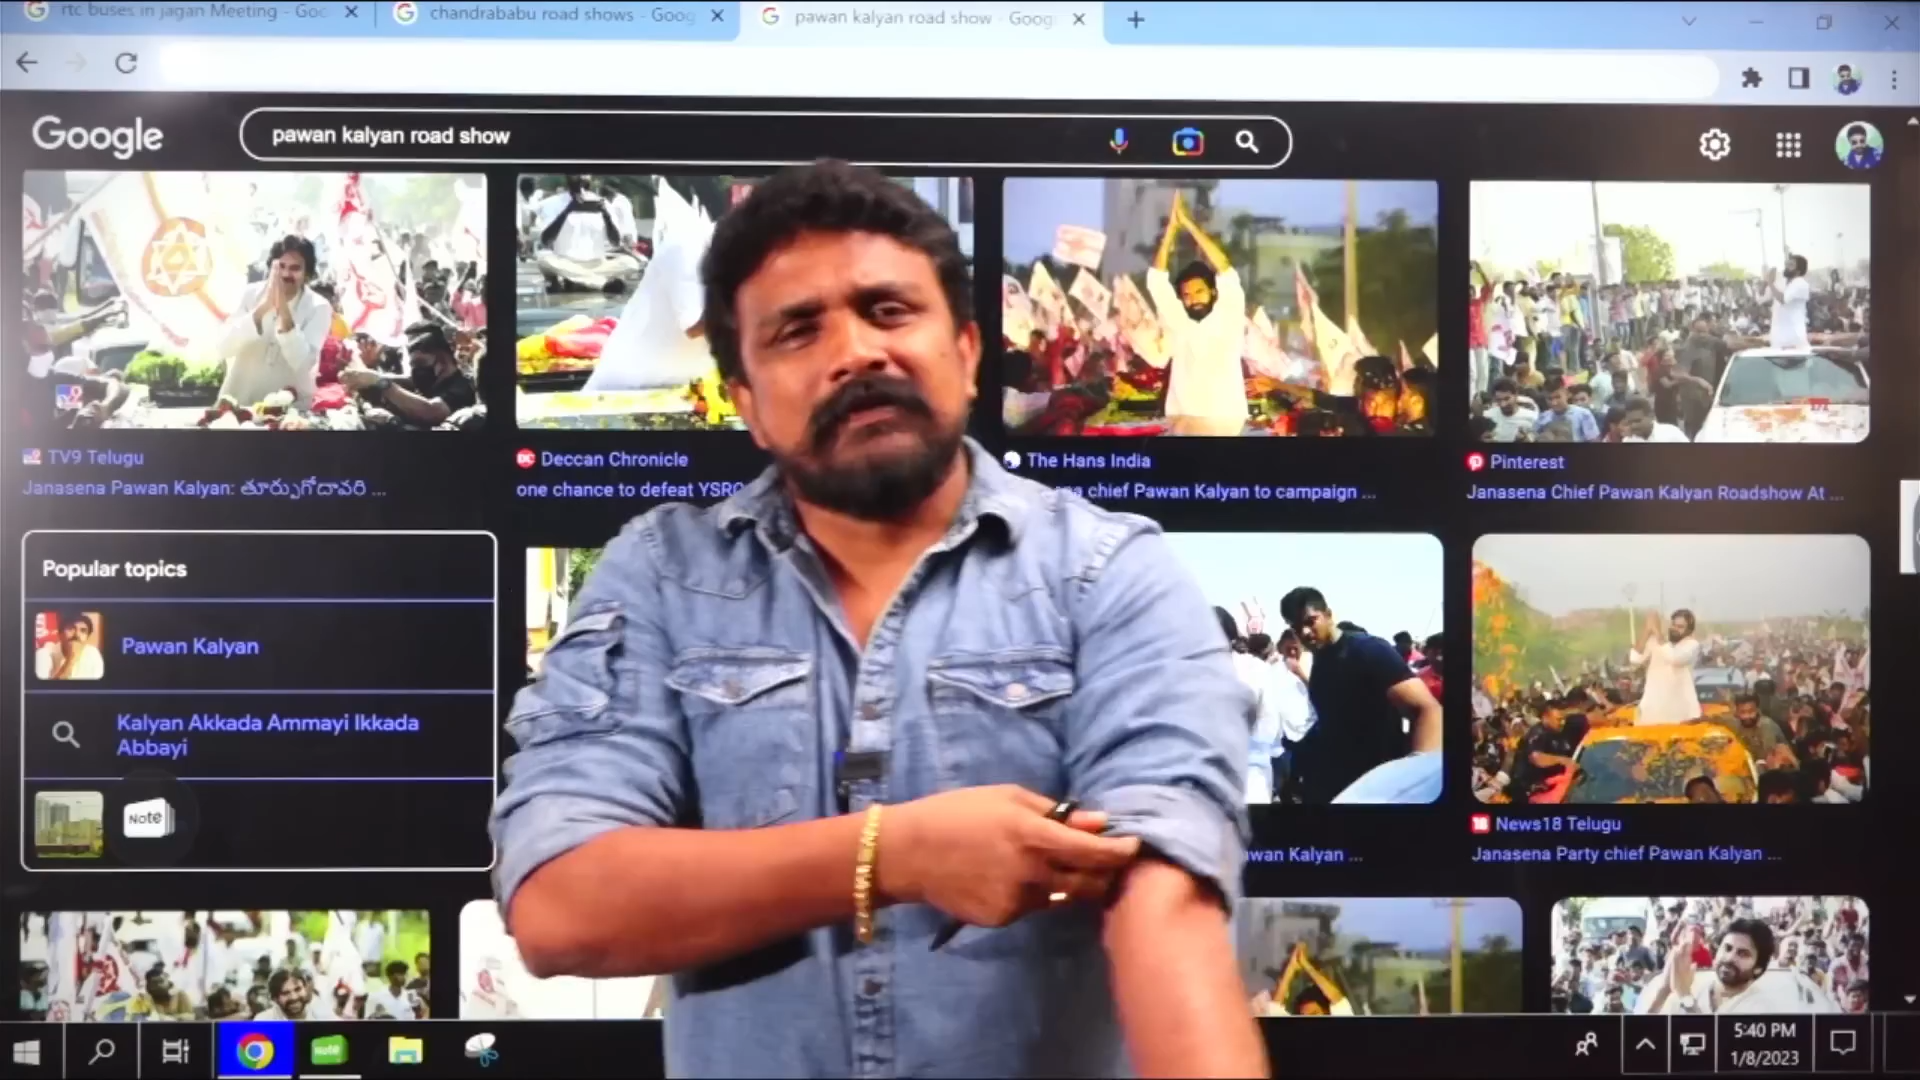 rtc buses in jagan Meeting - Goo
chandrababu road shows - Goog
pawan kalyan road show - Goog
Google
pawan kalyan road show
TV9 Telugu
Janasena Pawan Kalyan: తూర్పుగోదావరి ...
Deccan Chronicle
one chance to defeat YSRC
The Hans India
chief Pawan Kalyan to campaign ...
Pinterest
Janasena Chief Pawan Kalyan Roadshow At ...
Popular topics
Pawan Kalyan
Kalyan Akkada Ammayi Ikkada
Abbayi
Note
Kalyan ...
News18 Telugu
Janasena Party chief Pawan Kalyan ...
Note
5:40 PM
1/8/2023